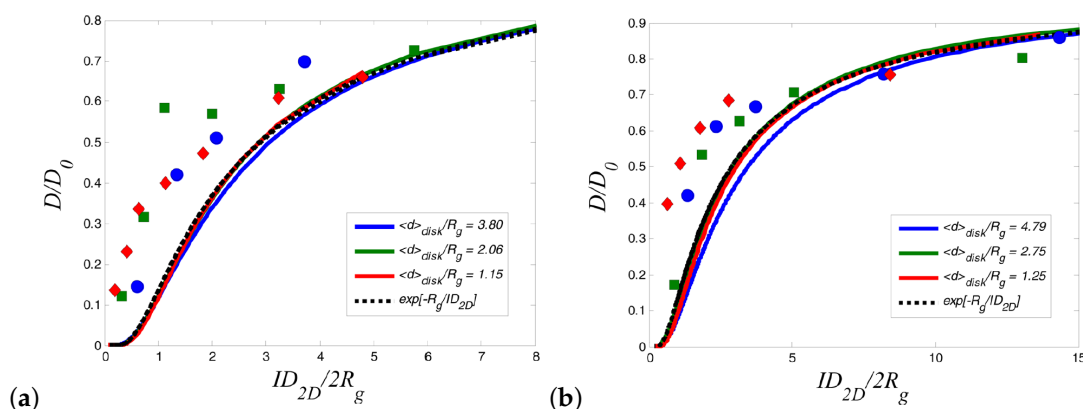 0.8
0.7
0.6
0.5
0.4
0.3
0.2
0.1
0
D/D0
0 1 2 3 4 5 6 7 8
ID2D/2Rg
<d>disk/Rg = 3.80
<d>disk/Rg = 2.06
<d>disk/Rg = 1.15
exp[-Rg/ID2D]
(a)
0.9
0.8
0.7
0.6
0.5
0.4
0.3
0.2
0.1
0
D/D0
0 5 10 15
ID2D/2Rg
<d>disk/Rg = 4.79
<d>disk/Rg = 2.75
<d>disk/Rg = 1.25
exp[-Rg/ID2D]
(b)